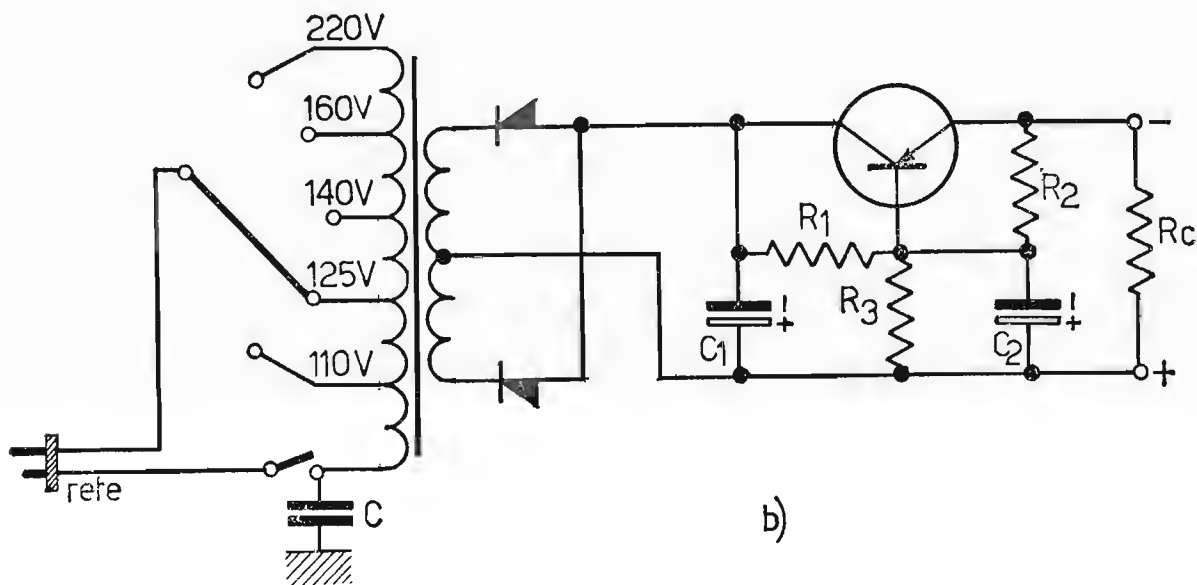 220V
160V
140V
125V
110V
rete
C
C1
R1
R3
R2
C2
Rc
-
+
-
+
-
+
b)